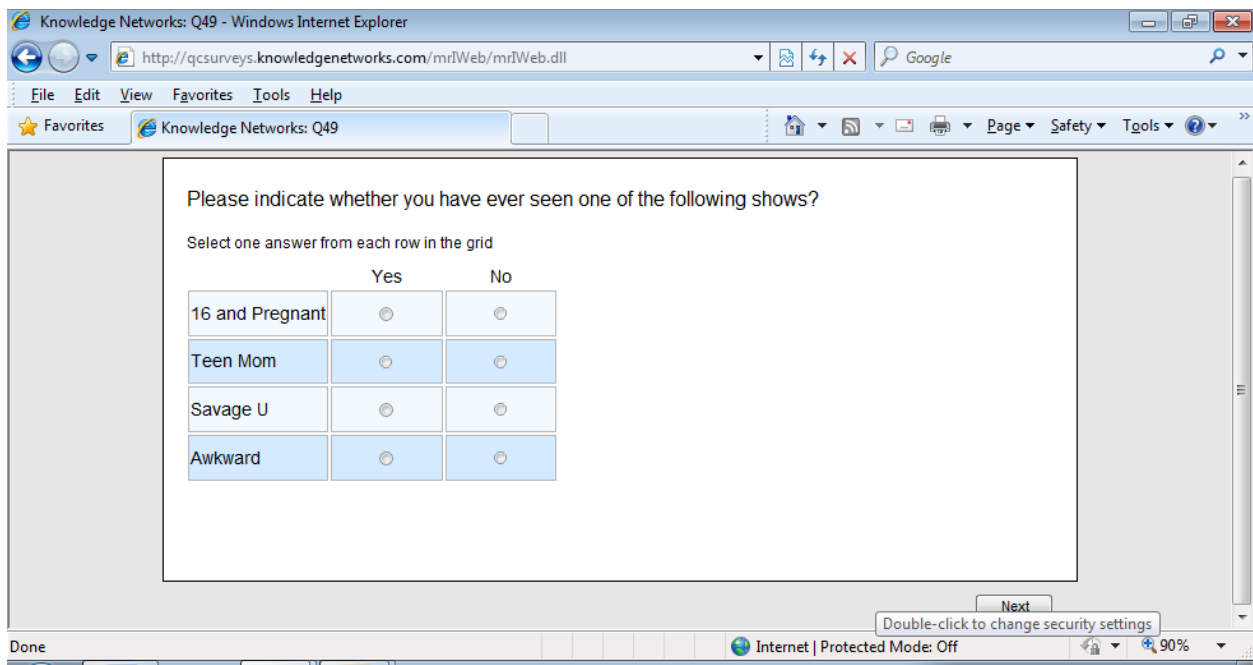 Knowledge Networks: Q49 - Windows Internet Explorer
http://qcsurveys.knowledgenetworks.com/mrIWeb/mrIWeb.dll
Google
File Edit View Favorites Tools Help
Favorites Knowledge Networks: Q49 Page Safety Tools
Please indicate whether you have ever seen one of the following shows?
Select one answer from each row in the grid
Yes No
16 and Pregnant
Teen Mom
Savage U
Awkward
Next
Double-click to change security settings
Done Internet | Protected Mode: Off 90%